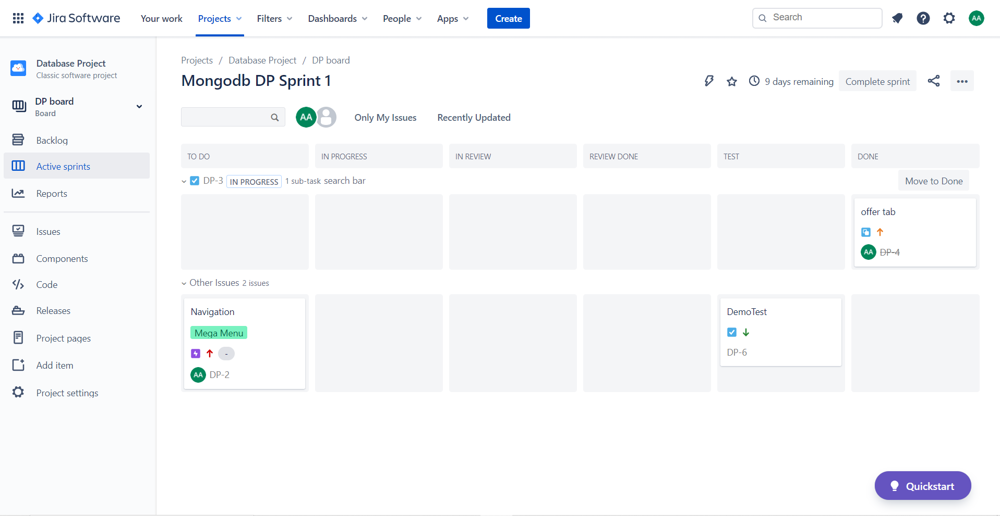 Jira Software Your work Projects Filters Dashboards People Apps Create Search AA
Database Project
Classic software project
DP board
Board
Backlog
Active sprints
Reports
Issues
Components
Code
Releases
Project pages
Add item
Project settings
Projects / Database Project / DP board
Mongodb DP Sprint 1
9 days remaining Complete sprint
AA Only My Issues Recently Updated
TO DO IN PROGRESS IN REVIEW REVIEW DONE TEST DONE
DP-3 IN PROGRESS 1 sub-task search bar Move to Done
offer tab
AA DP-4
Other Issues 2 issues
Navigation
Mega Menu
-
AA DP-2
DemoTest
DP-6
Quickstart